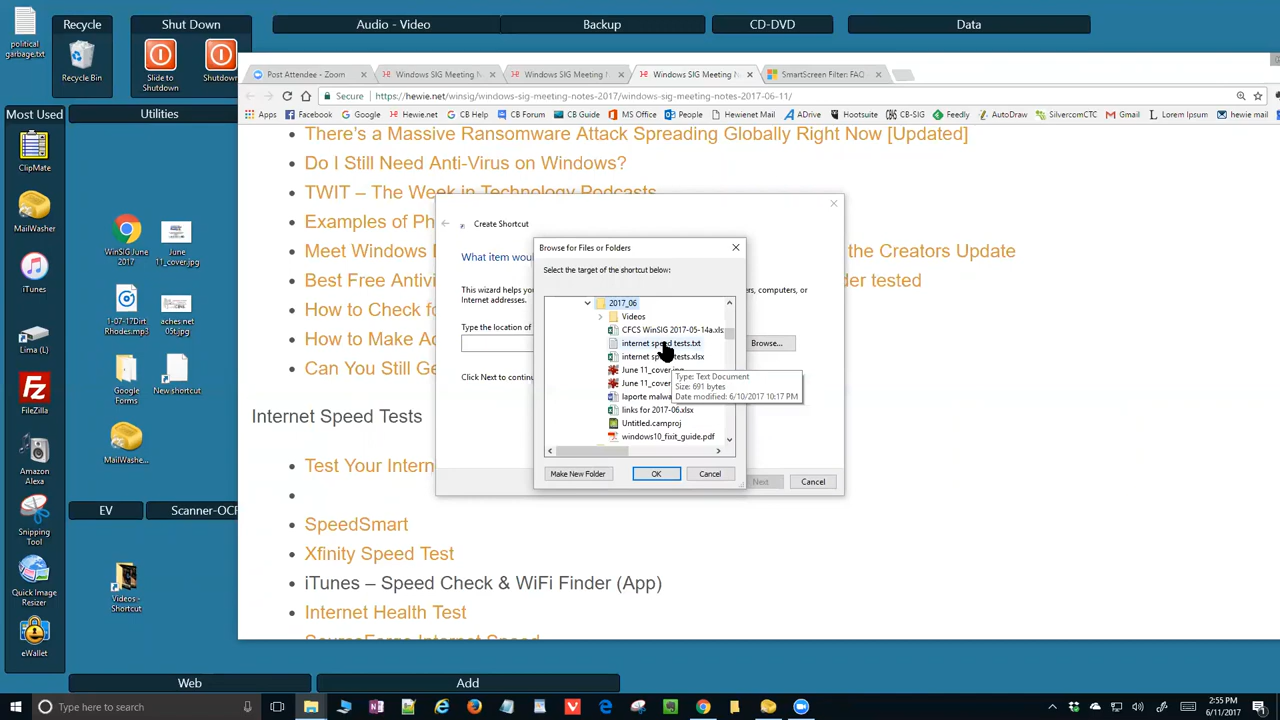 political
garbage.txt
Recycle
Recycle Bin
Shut Down
Slide to
Shutdown
Shutdown
Audio - Video
Backup
CD-DVD
Data
Most Used
ClipMate
MailWasher
iTunes
Lima (L:)
FileZilla
Amazon
Alexa
Snipping
Tool
Quick Image
Resizer
eWallet
Utilities
WinSIG June
2017
June
11_cover.jpg
1-07-17Dirt
Rhodes.mp3
aches net
05t.jpg
Google
Forms
New shortcut
MailWashe...
EV
Scanner-OCR
Videos -
Shortcut
Web
Add
Post Attendee - Zoom
Windows SIG Meeting N
Windows SIG Meeting
Windows SIG Meeting N
SmartScreen Filter: FAQ
Secure
https://hewie.net/winsig/windows-sig-meeting-notes-2017/windows-sig-meeting-notes-2017-06-11/
Apps
Facebook
Google
Hewie.net
CB Help
CB Forum
CB Guide
MS Office
People
Hewienet Mail
ADrive
Hootsuite
CB-SIG
Feedly
AutoDraw
SilvercomCTC
Gmail
Lorem Ipsum
hewie mail
There's a Massive Ransomware Attack Spreading Globally Right Now [Updated]
Do I Still Need Anti-Virus on Windows?
TWIT – The Week in Technology Podcasts
Examples of Ph
Meet Windows
the Creators Update
Best Free Antivi
der tested
How to Check fo
How to Make Ac
Can You Still Ge
Internet Speed Tests
Test Your Intern
SpeedSmart
Xfinity Speed Test
iTunes – Speed Check & WiFi Finder (App)
Internet Health Test
SourceForge Internet Speed
Create Shortcut
What item wou
This wizard helps you
rs, computers, or
Internet addresses.
Type the location of
Browse...
Click Next to continu
Next
Cancel
Browse for Files or Folders
Select the target of the shortcut below:
2017_06
Videos
CFCS WinSIG 2017-05-14a.xls
internet speed tests.txt
internet speed tests.xlsx
June 11_cover.jpg
June 11_cover
laporte malwa
links for 2017-06.xlsx
Untitled.camproj
windows10_fixit_guide.pdf
Type: Text Document
Size: 691 bytes
Date modified: 6/10/2017 10:17 PM
Make New Folder
OK
Cancel
Type here to search
2:55 PM
6/11/2017